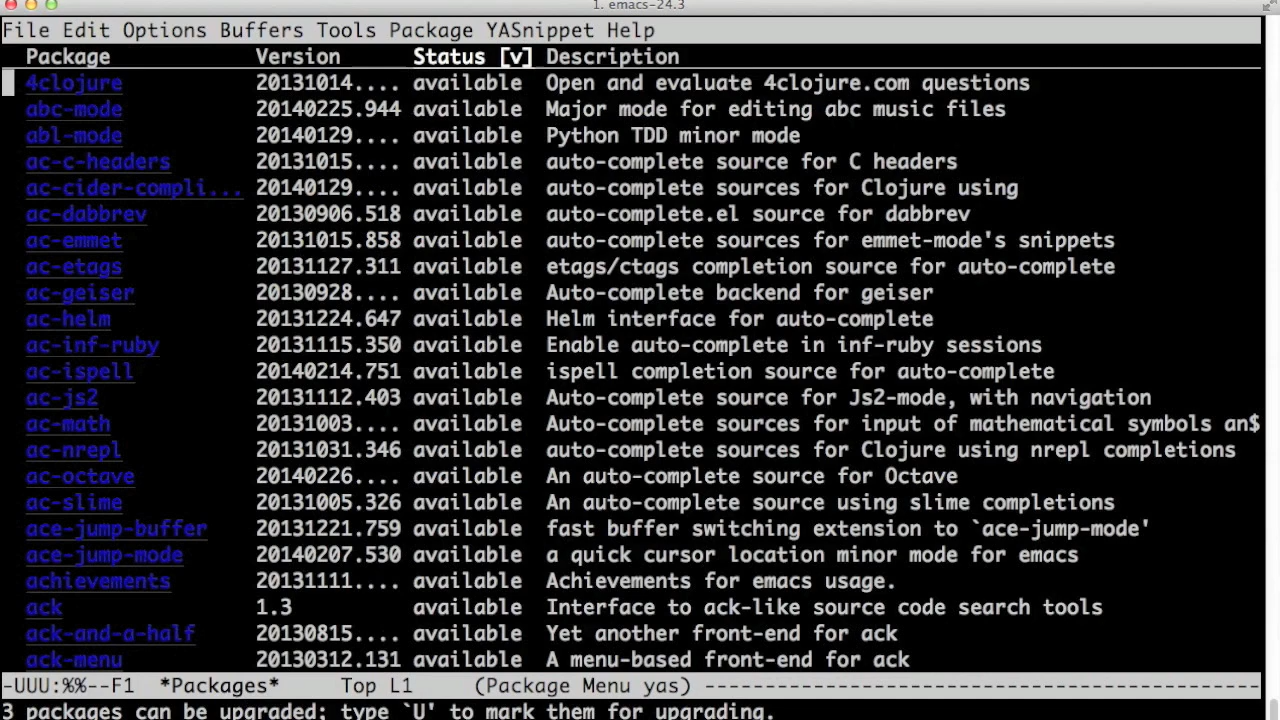 1. emacs-24.3
File Edit Options Buffers Tools Package YASnippet Help
Package Version Status [v] Description
4clojure 20131014.... available Open and evaluate 4clojure.com questions
abc-mode 20140225.944 available Major mode for editing abc music files
abl-mode 20140129.... available Python TDD minor mode
ac-c-headers 20131015.... available auto-complete source for C headers
ac-cider-compli... 20140129.... available auto-complete sources for Clojure using
ac-dabbrev 20130906.518 available auto-complete.el source for dabbrev
ac-emmet 20131015.858 available auto-complete sources for emmet-mode's snippets
ac-etags 20131127.311 available etags/ctags completion source for auto-complete
ac-geiser 20130928.... available Auto-complete backend for geiser
ac-helm 20131224.647 available Helm interface for auto-complete
ac-inf-ruby 20131115.350 available Enable auto-complete in inf-ruby sessions
ac-ispell 20140214.751 available ispell completion source for auto-complete
ac-js2 20131112.403 available Auto-complete source for Js2-mode, with navigation
ac-math 20131003.... available Auto-complete sources for input of mathematical symbols an$
ac-nrepl 20131031.346 available auto-complete sources for Clojure using nrepl completions
ac-octave 20140226.... available An auto-complete source for Octave
ac-slime 20131005.326 available An auto-complete source using slime completions
ace-jump-buffer 20131221.759 available fast buffer switching extension to `ace-jump-mode'
ace-jump-mode 20140207.530 available a quick cursor location minor mode for emacs
achievements 20131111.... available Achievements for emacs usage.
ack 1.3 available Interface to ack-like source code search tools
ack-and-a-half 20130815.... available Yet another front-end for ack
ack-menu 20130312.131 available A menu-based front-end for ack
-UUU:%%--F1 *Packages* Top L1 (Package Menu yas) ----------------------------------------------
3 packages can be upgraded; type `U' to mark them for upgrading.